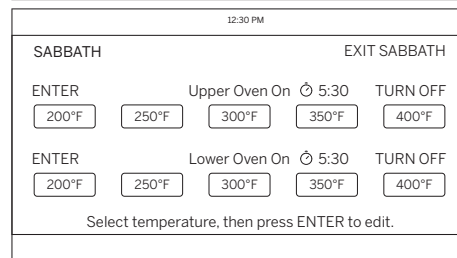 12:30 PM
SABBATH EXIT SABBATH
ENTER Upper Oven On 5:30 TURN OFF
200°F 250°F 300°F 350°F 400°F
ENTER Lower Oven On 5:30 TURN OFF
200°F 250°F 300°F 350°F 400°F
Select temperature, then press ENTER to edit.